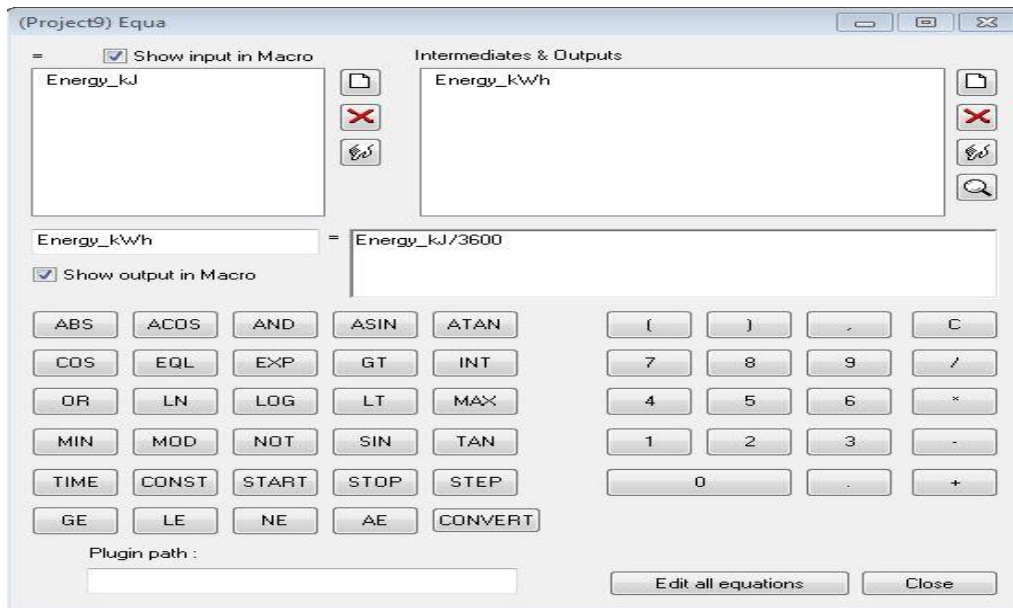 (Project9) Equa
= Show input in Macro Intermediates & Outputs
Energy_kJ Energy_kWh
Energy_kWh = Energy_kJ/3600
Show output in Macro
ABS ACOS AND ASIN ATAN ( ) , C
COS EQL EXP GT INT 7 8 9 /
OR LN LOG LT MAX 4 5 6 *
MIN MOD NOT SIN TAN 1 2 3 -
TIME CONST START STOP STEP 0 . +
GE LE NE AE CONVERT
Plugin path :
Edit all equations Close